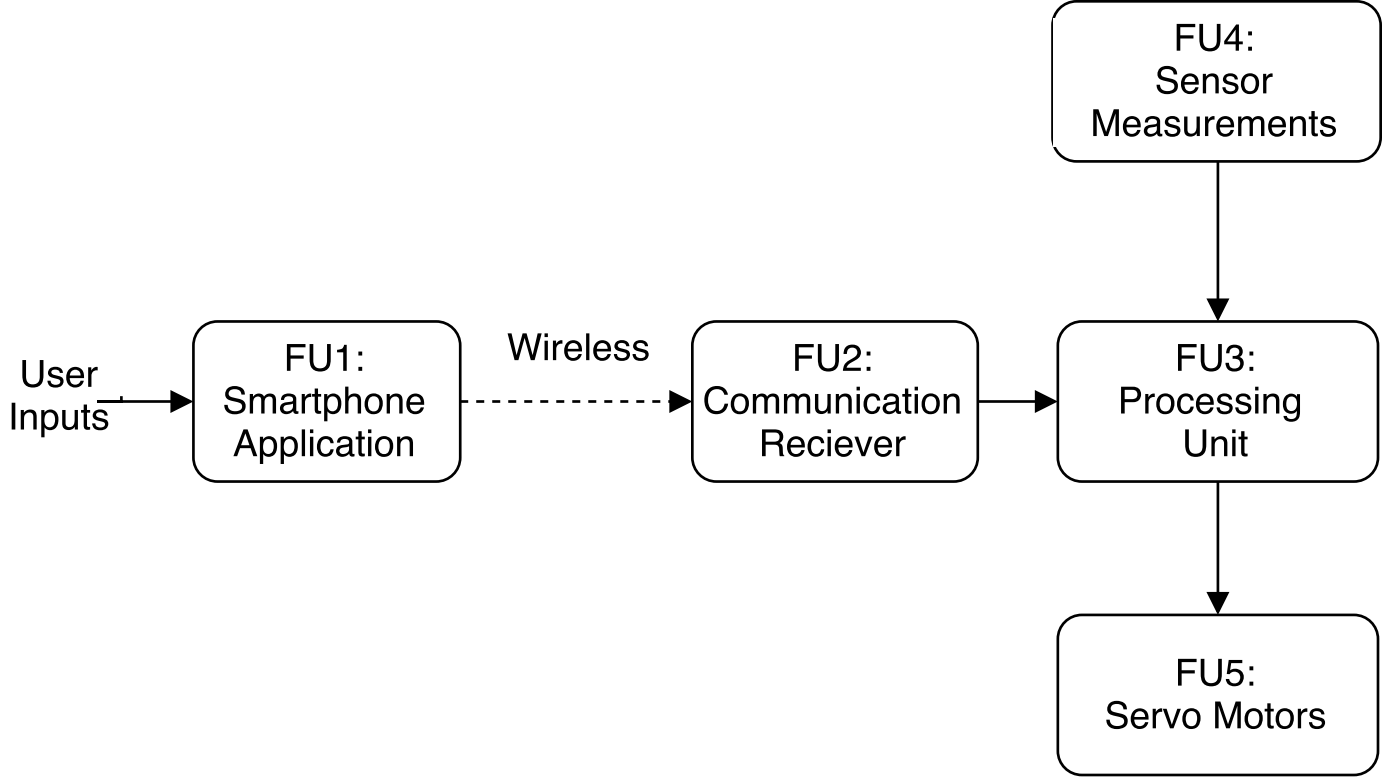 FU4:
Sensor
Measurements
User
Inputs
FU1:
Smartphone
Application
Wireless
FU2:
Communication
Reciever
FU3:
Processing
Unit
FU5:
Servo Motors